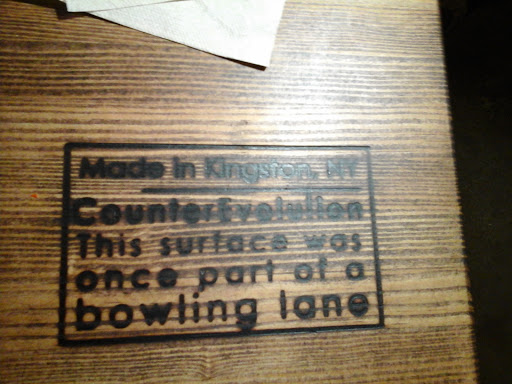 Made in Kingston, NY
CounterEvolution
This surface was
once part of a
bowling lane